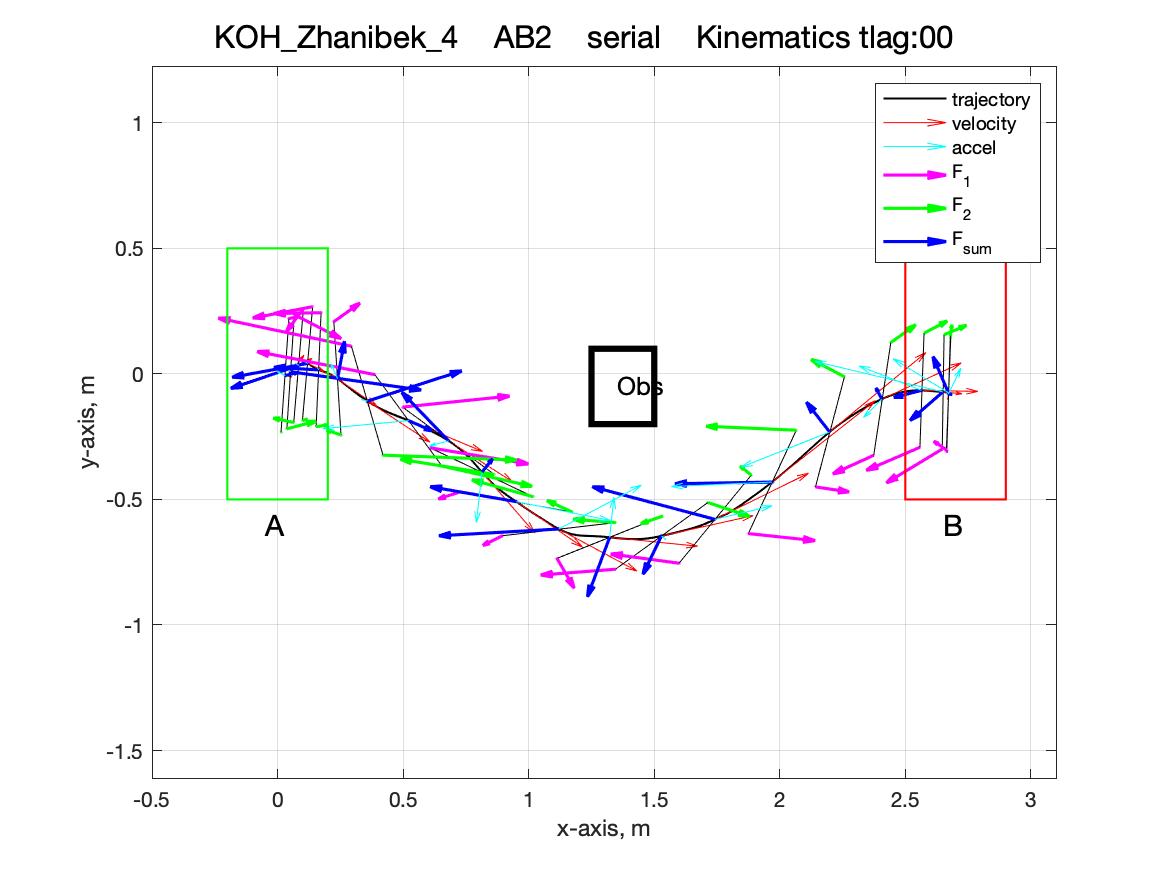 KOH_Zhanibek_4 AB2 serial Kinematics tlag:00
trajectory
velocity
accel
F1
F2
Fsum
1
0.5
0
-0.5
-1
-1.5
y-axis, m
Obs
A
B
-0.5 0 0.5 1 1.5 2 2.5 3
x-axis, m